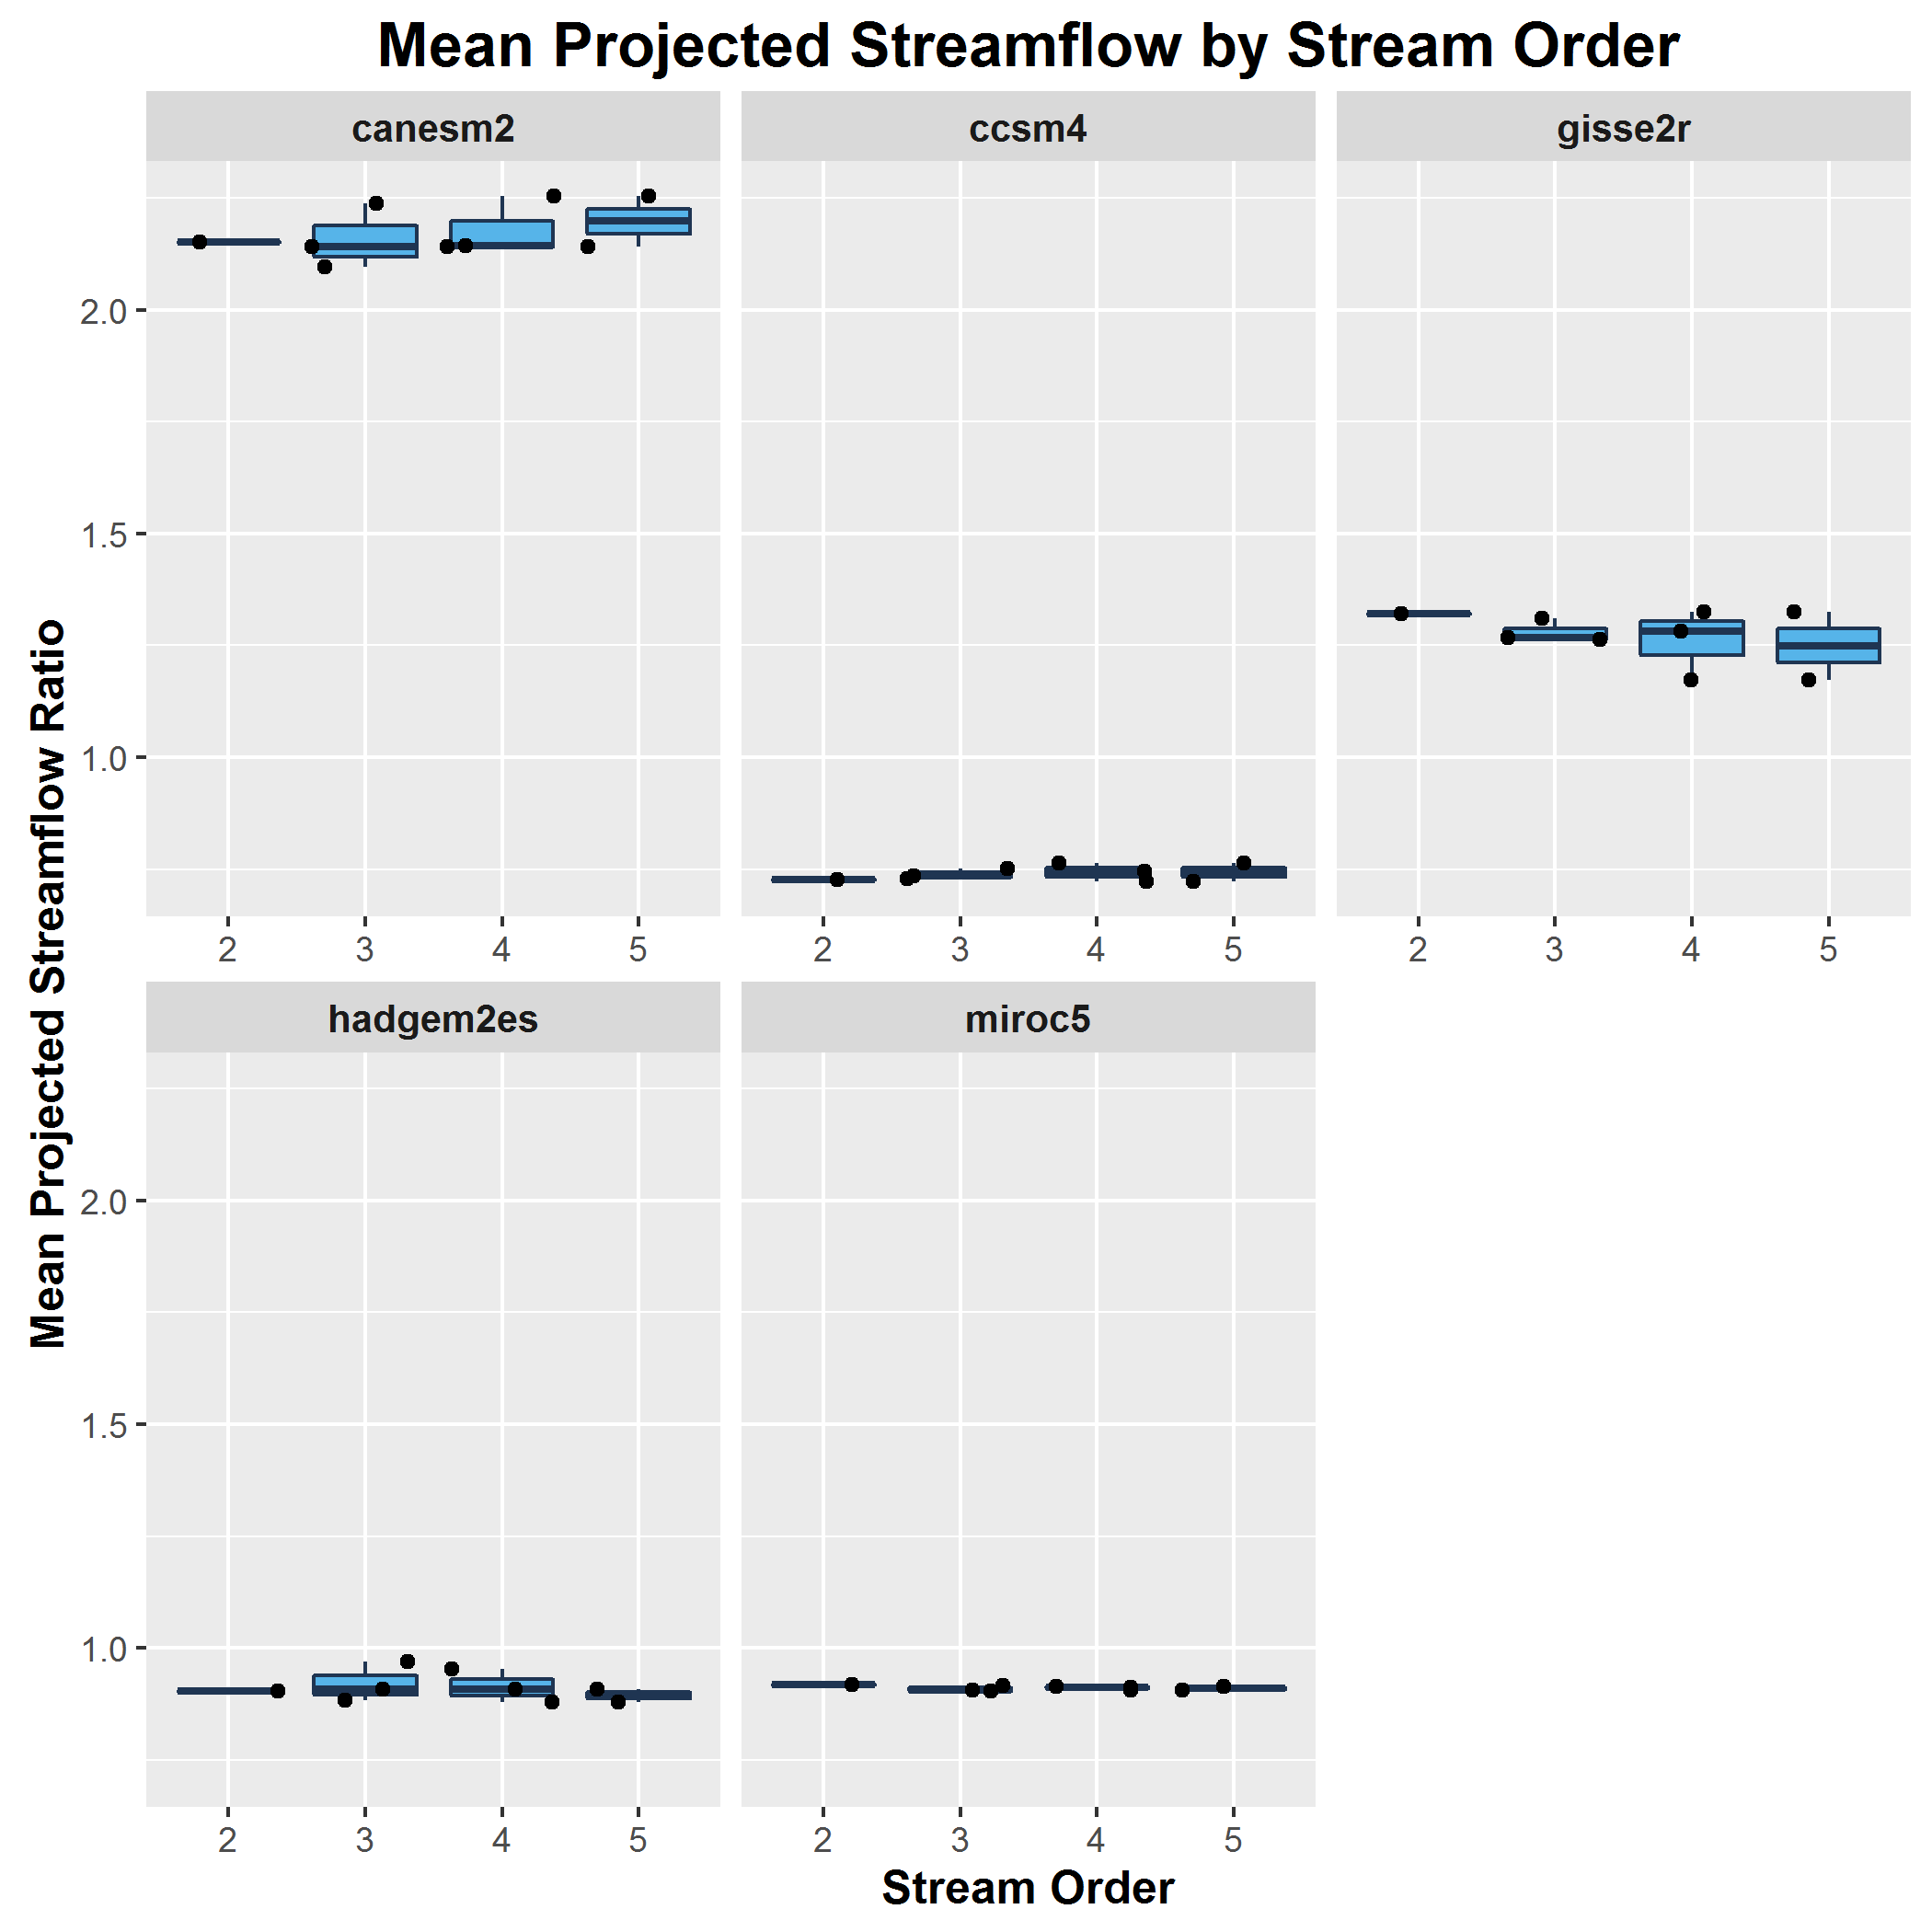 Mean Projected Streamflow by Stream Order
canesm2
ccsm4
gisse2r
2.0
1.5
1.0
2 3 4 5
2 3 4 5
2 3 4 5
Mean Projected Streamflow Ratio
hadgem2es
miroc5
2.0
1.5
1.0
2 3 4 5
2 3 4 5
Stream Order